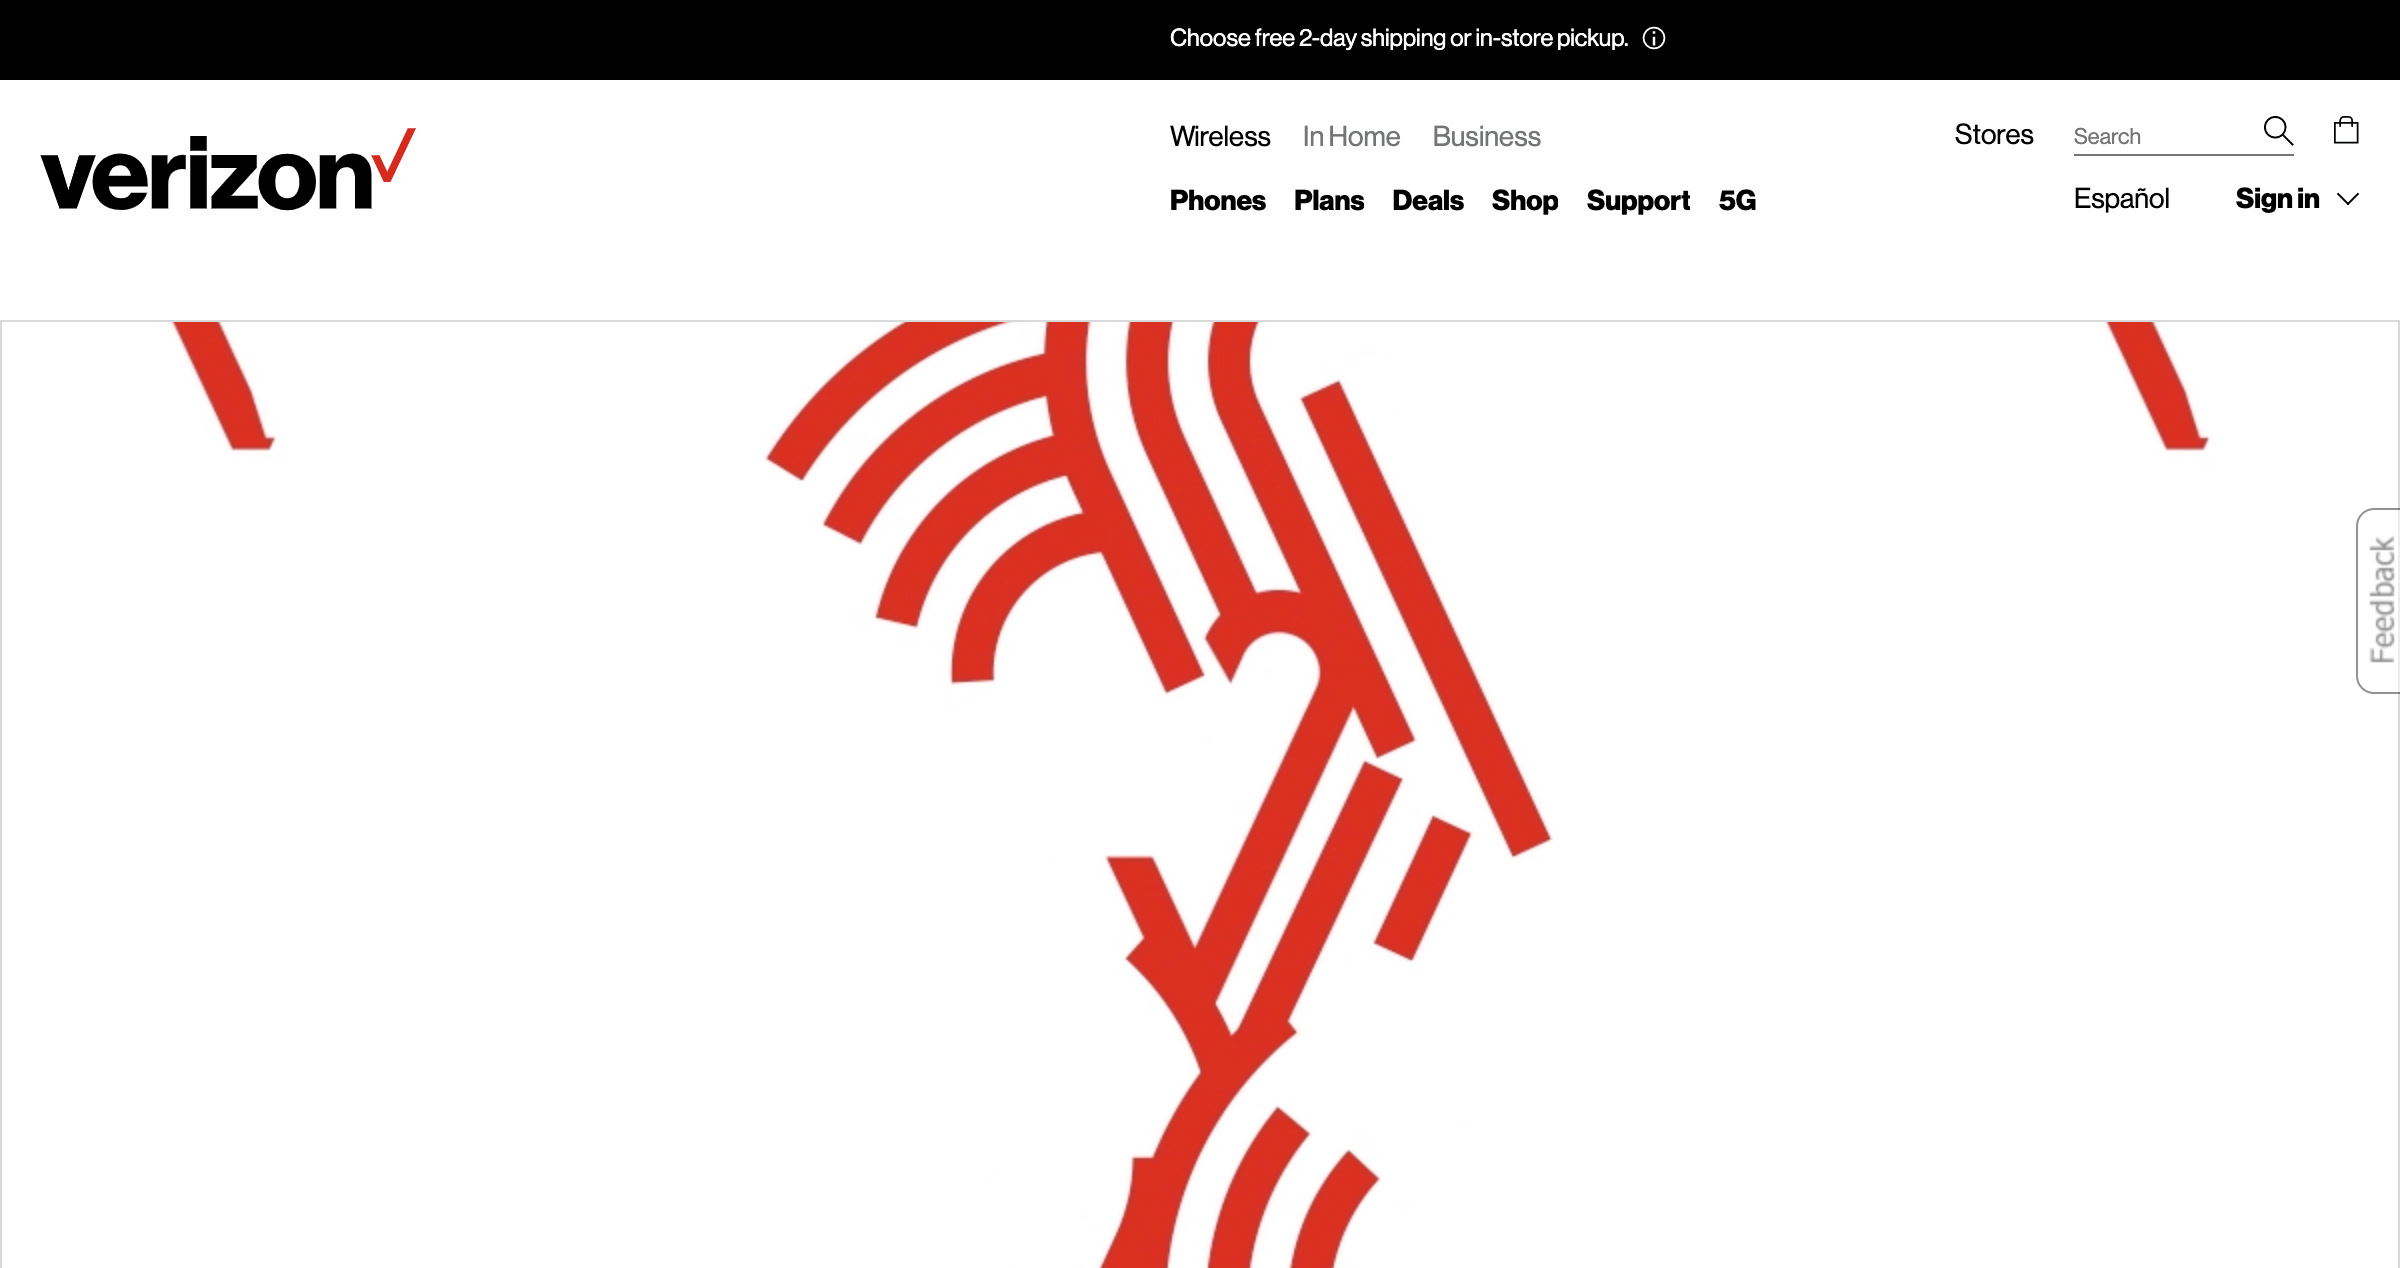 Choose free 2-day shipping or in-store pickup.
verizon
Wireless In Home Business
Stores Search
Phones Plans Deals Shop Support 5G
Español Sign in
Feedback